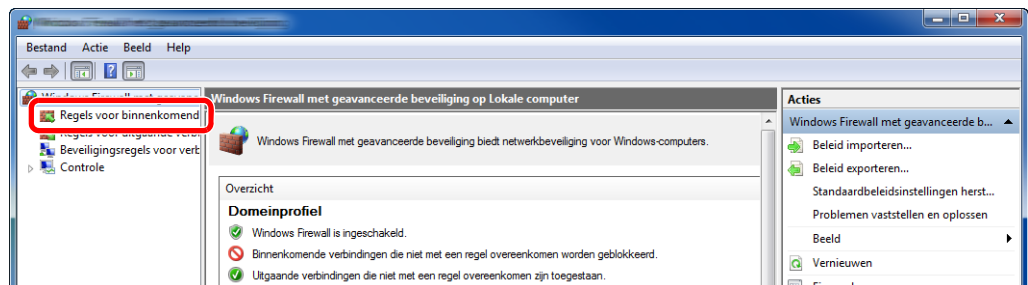 Bestand Actie Beeld Help
Regels voor binnenkomend
Beveiligingsregels voor vert
Controle
Windows Firewall met geavanceerde beveiliging op Lokale computer
Windows Firewall met geavanceerde beveiliging biedt netwerkbeveiliging voor Windows-computers.
Overzicht
Domeinprofiel
Windows Firewall is ingeschakeld.
Binnenkomende verbindingen die niet met een regel overeenkomen worden geblokkeerd.
Uitgaande verbindingen die niet met een regel overeenkomen zijn toegestaan.
Acties
Windows Firewall met geavanceerde b...
Beleid importeren...
Beleid exporteren...
Standaardbeleidsinstellingen herst...
Problemen vaststellen en oplossen
Beeld
Vernieuwen